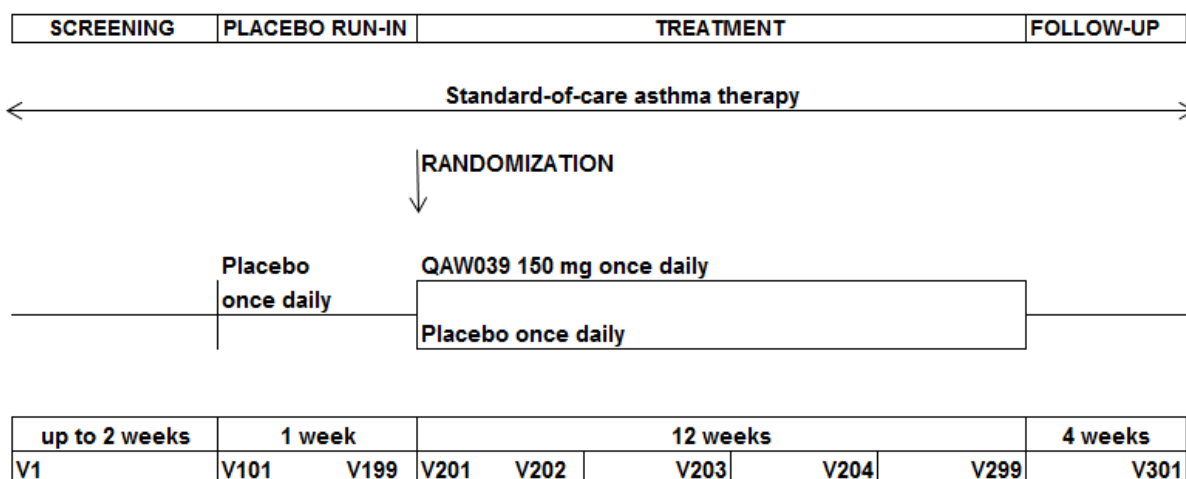 SCREENING PLACEBO RUN-IN TREATMENT FOLLOW-UP
Standard-of-care asthma therapy
RANDOMIZATION
Placebo QAW039 150 mg once daily
once daily
Placebo once daily
up to 2 weeks 1 week 12 weeks 4 weeks
V1 V101 V199 V201 V202 V203 V204 V299 V301